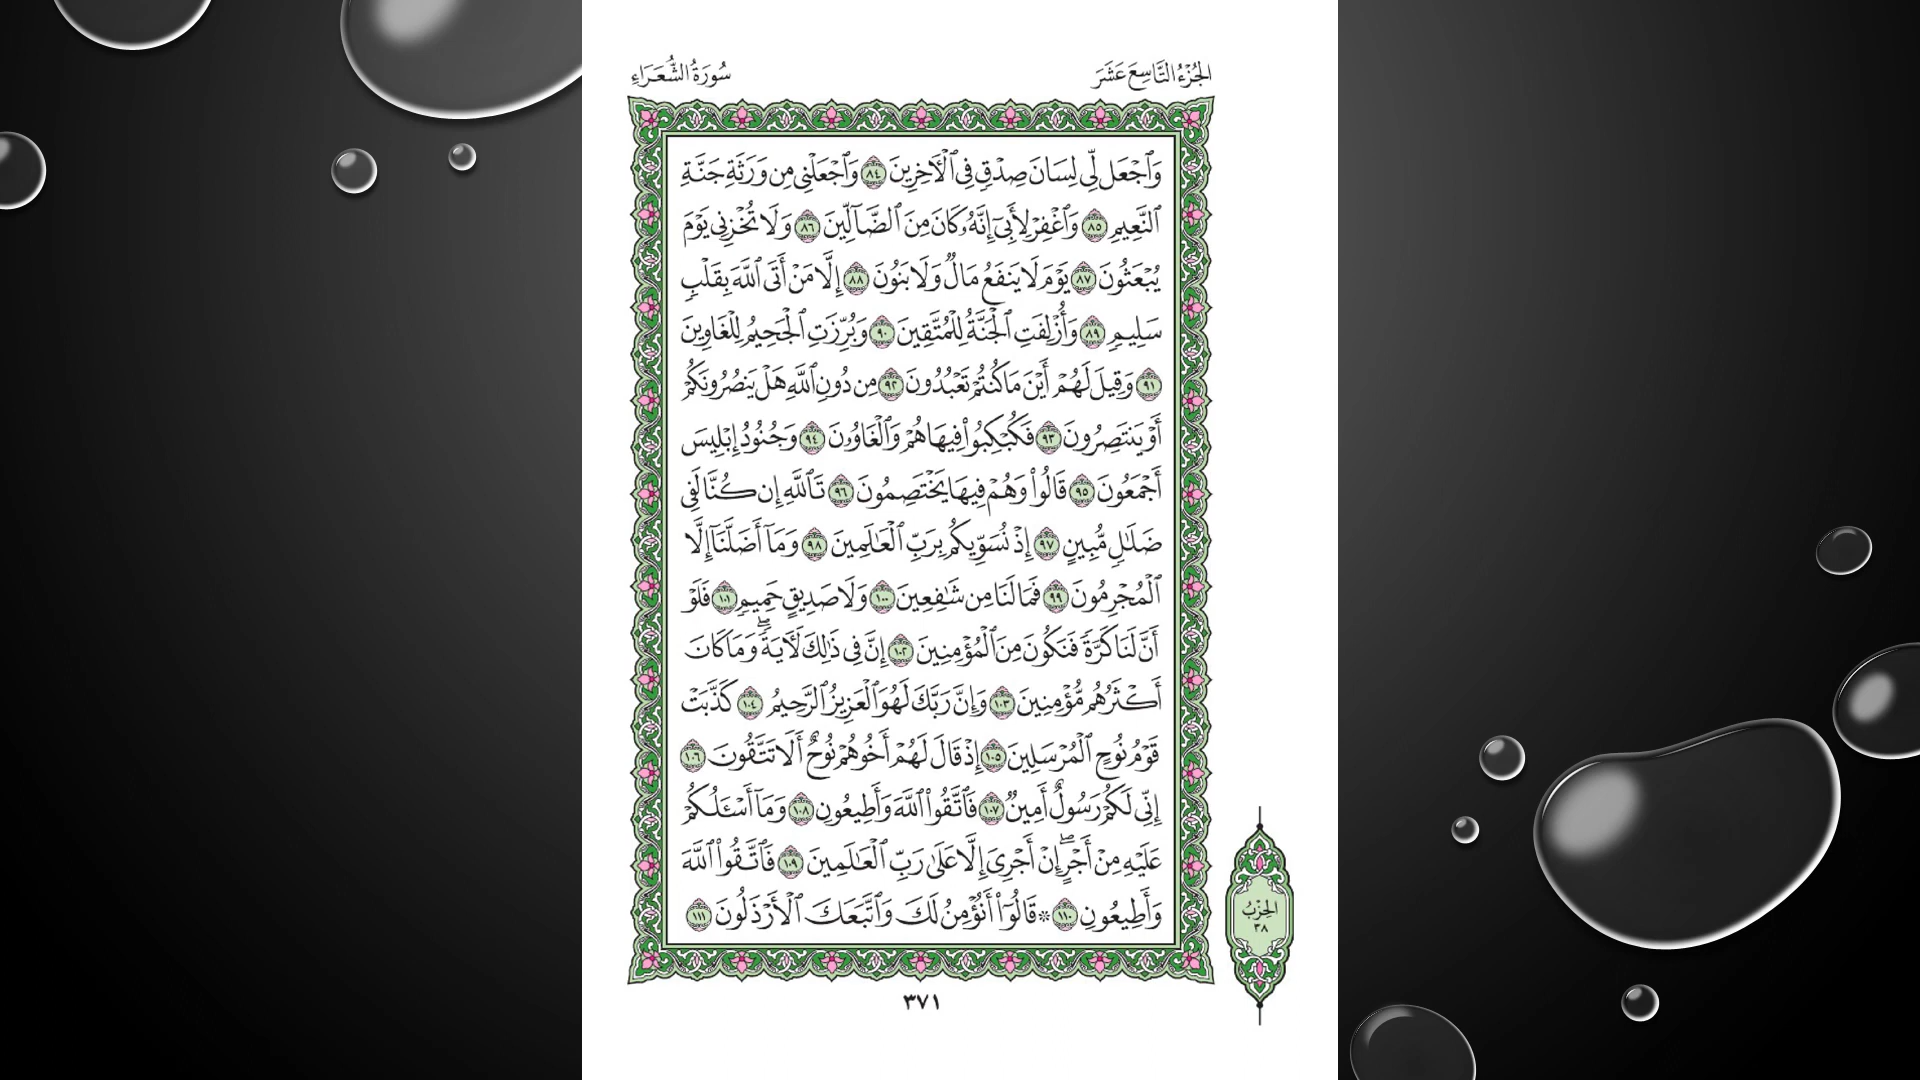 الجُزْءُ التَّاسِعَ عَشَرَ
سُورَةُ الشُّعَرَاءِ
وَٱجْعَل لِّى لِسَانَ صِدْقٍ فِى ٱلْـَٔاخِرِينَ ٨٤ وَٱجْعَلْنِى مِن وَرَثَةِ جَنَّةِ
ٱلنَّعِيمِ ٨٥ وَٱغْفِرْ لِأَبِىٓ إِنَّهُۥ كَانَ مِنَ ٱلضَّآلِّينَ ٨٦ وَلَا تُخْزِنِى يَوْمَ
يُبْعَثُونَ ٨٧ يَوْمَ لَا يَنفَعُ مَالٌ وَلَا بَنُونَ ٨٨ إِلَّا مَنْ أَتَى ٱللَّهَ بِقَلْبٍ
سَلِيمٍ ٨٩ وَأُزْلِفَتِ ٱلْجَنَّةُ لِلْمُتَّقِينَ ٩٠ وَبُرِّزَتِ ٱلْجَحِيمُ لِلْغَاوِينَ
٩١ وَقِيلَ لَهُمْ أَيْنَ مَا كُنتُمْ تَعْبُدُونَ ٩٢ مِن دُونِ ٱللَّهِ هَلْ يَنصُرُونَكُمْ
أَوْ يَنتَصِرُونَ ٩٣ فَكُبْكِبُوا۟ فِيهَا هُمْ وَٱلْغَاوُۥنَ ٩٤ وَجُنُودُ إِبْلِيسَ
أَجْمَعُونَ ٩٥ قَالُوا۟ وَهُمْ فِيهَا يَخْتَصِمُونَ ٩٦ تَٱللَّهِ إِن كُنَّا لَفِى
ضَلَـٰلٍ مُّبِينٍ ٩٧ إِذْ نُسَوِّيكُم بِرَبِّ ٱلْعَـٰلَمِينَ ٩٨ وَمَآ أَضَلَّنَآ إِلَّا
ٱلْمُجْرِمُونَ ٩٩ فَمَا لَنَا مِن شَـٰفِعِينَ ١٠٠ وَلَا صَدِيقٍ حَمِيمٍ ١٠١ فَلَوْ
أَنَّ لَنَا كَرَّةً فَنَكُونَ مِنَ ٱلْمُؤْمِنِينَ ١٠٢ إِنَّ فِى ذَٰلِكَ لَـَٔايَةً ۖ وَمَا كَانَ
أَكْثَرُهُم مُّؤْمِنِينَ ١٠٣ وَإِنَّ رَبَّكَ لَهُوَ ٱلْعَزِيزُ ٱلرَّحِيمُ ١٠٤ كَذَّبَتْ
قَوْمُ نُوحٍ ٱلْمُرْسَلِينَ ١٠٥ إِذْ قَالَ لَهُمْ أَخُوهُمْ نُوحٌ أَلَا تَتَّقُونَ ١٠٦
إِنِّى لَكُمْ رَسُولٌ أَمِينٌ ١٠٧ فَٱتَّقُوا۟ ٱللَّهَ وَأَطِيعُونِ ١٠٨ وَمَآ أَسْـَٔلُكُمْ
عَلَيْهِ مِنْ أَجْرٍ ۖ إِنْ أَجْرِىَ إِلَّا عَلَىٰ رَبِّ ٱلْعَـٰلَمِينَ ١٠٩ فَٱتَّقُوا۟ ٱللَّهَ
وَأَطِيعُونِ ١١٠ ۞ قَالُوٓا۟ أَنُؤْمِنُ لَكَ وَٱتَّبَعَكَ ٱلْأَرْذَلُونَ ١١١
الحِزْبُ
٣٨
٣٧١